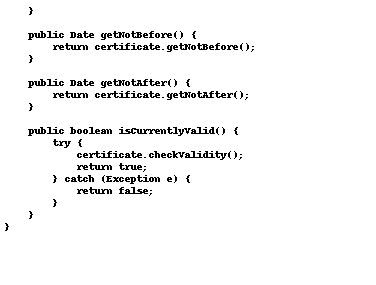 }

    public Date getNotBefore() {
        return certificate.getNotBefore();
    }

    public Date getNotAfter() {
        return certificate.getNotAfter();
    }

    public boolean isCurrentlyValid() {
        try {
            certificate.checkValidity();
            return true;
        } catch (Exception e) {
            return false;
        }
    }
}